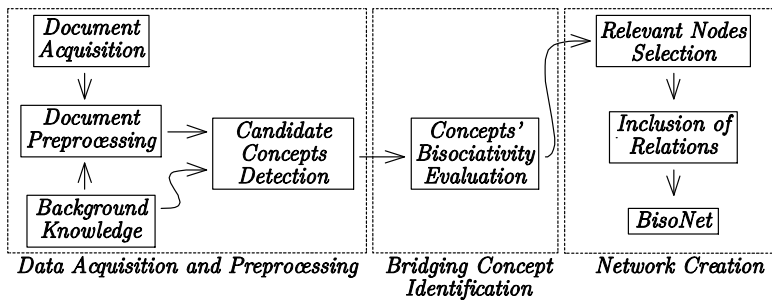 Document
Acquisition
Document
Preprocessing
Background
Knowledge
Candidate
Concepts
Detection
Data Acquisition and Preprocessing
Concepts'
Bisociativity
Evaluation
Bridging Concept
Identification
Relevant Nodes
Selection
Inclusion of
Relations
BisoNet
Network Creation